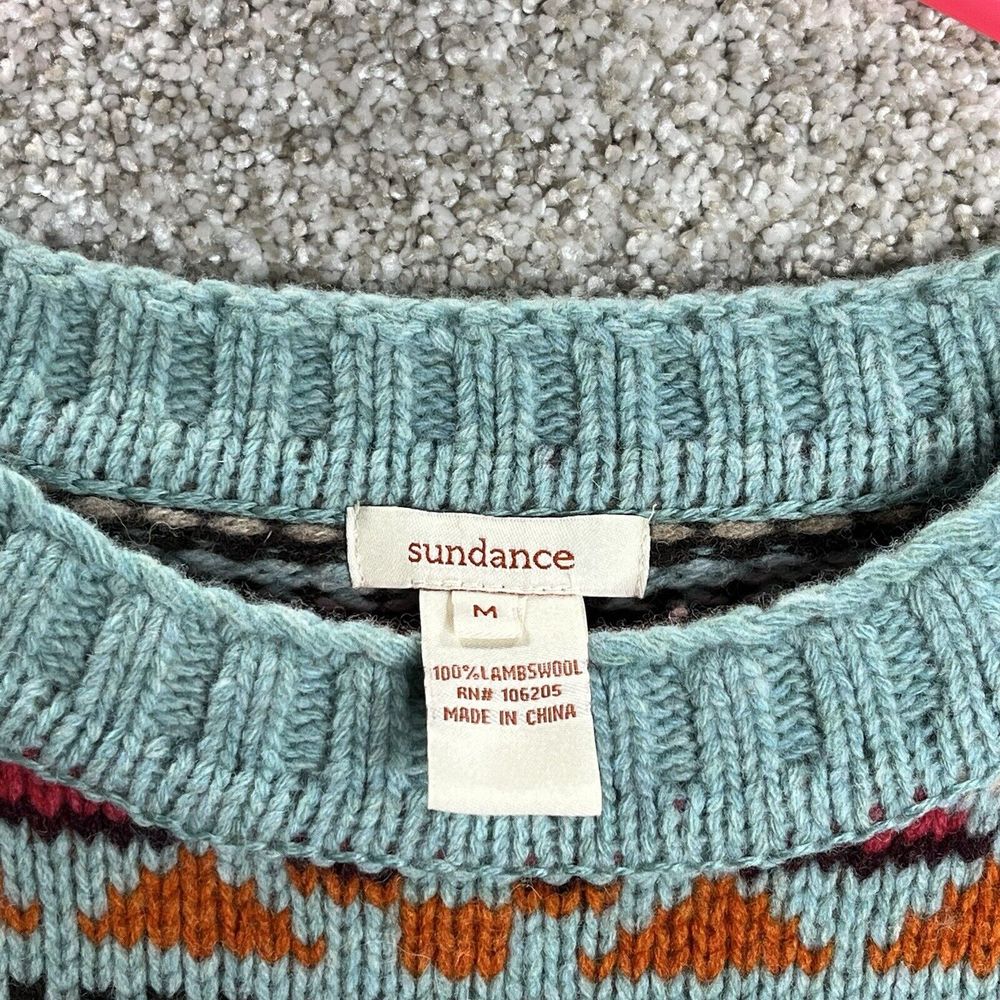 sundance
M
100%LAMBSWOOL
RN# 106205
MADE IN CHINA